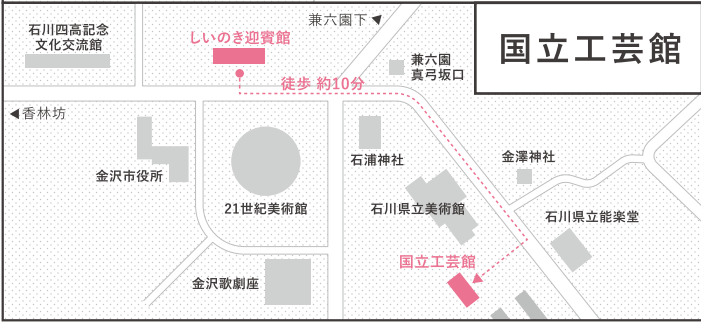 石川四高記念
文化交流館
しいのき迎賓館
兼六園下
国立工芸館
兼六園
真弓坂口
徒歩 約10分
香林坊
石浦神社
金澤神社
金沢市役所
21世紀美術館
石川県立美術館
石川県立能楽堂
国立工芸館
金沢歌劇座